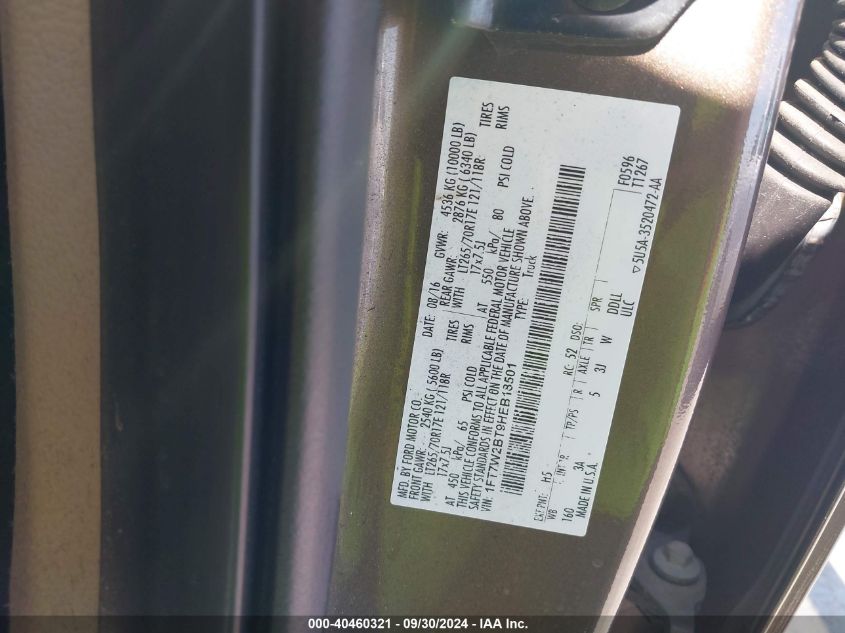 MFD. BY FORD MOTOR CO.
DATE: 08/16 GVWR: 4536 KG (10000 LB)
FRONT GAWR: 2540 KG (5600 LB) REAR GAWR: 2876 KG (6340 LB)
WITH LT265/70R17E 121/118R TIRES WITH LT265/70R17E 121/118R TIRES
17x7.5J RIMS 17x7.5J RIMS
AT 450 kPa/ 65 PSI COLD AT 550 kPa/ 80 PSI COLD
THIS VEHICLE CONFORMS TO ALL APPLICABLE FEDERAL MOTOR VEHICLE
SAFETY STANDARDS IN EFFECT ON THE DATE OF MANUFACTURE SHOWN ABOVE.
VIN: 1FT7W2BT9HEB13501 TYPE: Truck
F0596
T1267
EXT PNT: H5 RC: 52 DSO:
WB INT TR TP/PS R AXLE TR SPR
160 3A 5 3J W DDLL
MADE IN U.S.A. ULC
▽5U5A-3520472-AA
000-40460321 - 09/30/2024 - IAA Inc.